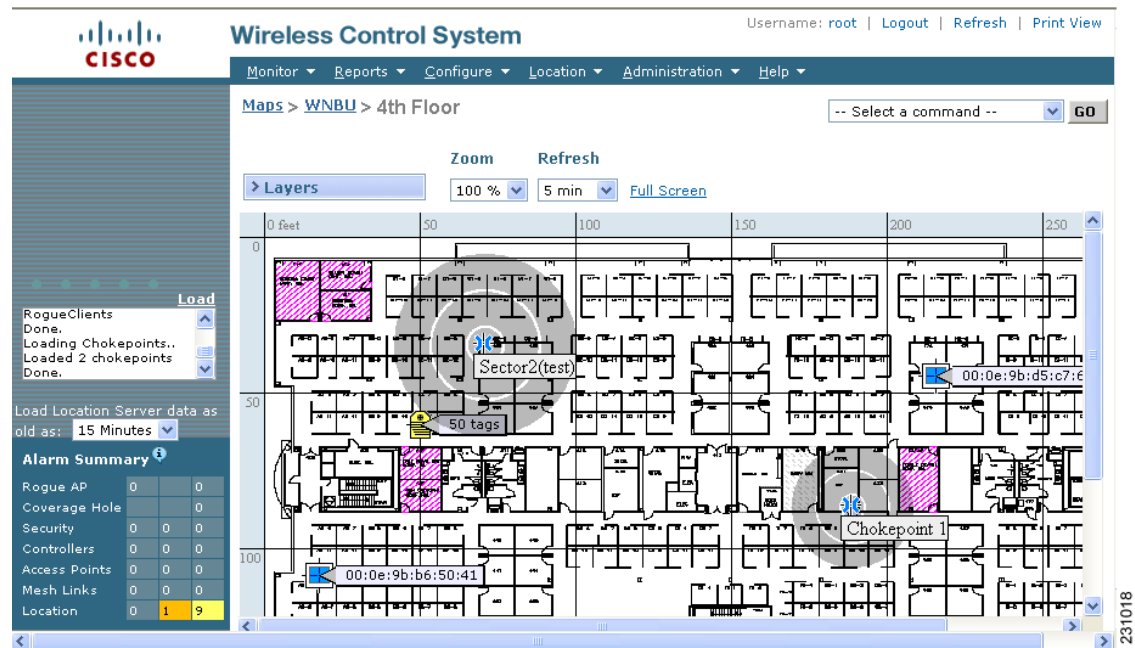 CISCO
Wireless Control System
Username: root | Logout | Refresh | Print View
Monitor Reports Configure Location Administration Help
Maps > WNBU > 4th Floor
-- Select a command -- GO
Zoom Refresh
> Layers 100 % 5 min Full Screen
0 feet 50 100 150 200 250
0
50
100
Sector2(test)
00:0e:9b:d5:c7:6
50 tags
Chokepoint 1
00:0e:9b:b6:50:41
Load
RogueClients
Done.
Loading Chokepoints..
Loaded 2 chokepoints
Done.
Load Location Server data as
old as: 15 Minutes
Alarm Summary
Rogue AP 0 0
Coverage Hole 0
Security 0 0 0
Controllers 0 0 0
Access Points 0 0 0
Mesh Links 0 0 0
Location 0 1 9
231018